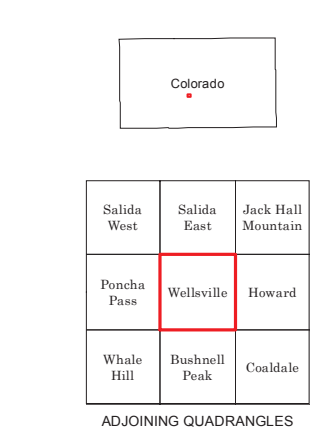 Colorado
Salida
West
Salida
East
Jack Hall
Mountain
Poncha
Pass
Wellsville
Howard
Whale
Hill
Bushnell
Peak
Coaldale
ADJOINING QUADRANGLES